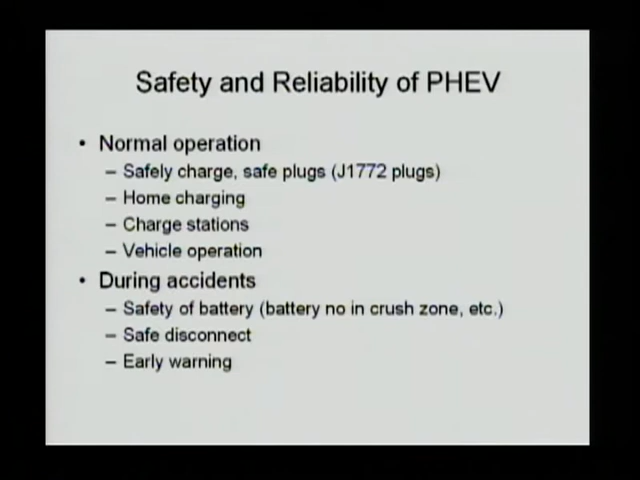 Safety and Reliability of PHEV
• Normal operation
– Safely charge, safe plugs (J1772 plugs)
– Home charging
– Charge stations
– Vehicle operation
• During accidents
– Safety of battery (battery no in crush zone, etc.)
– Safe disconnect
– Early warning